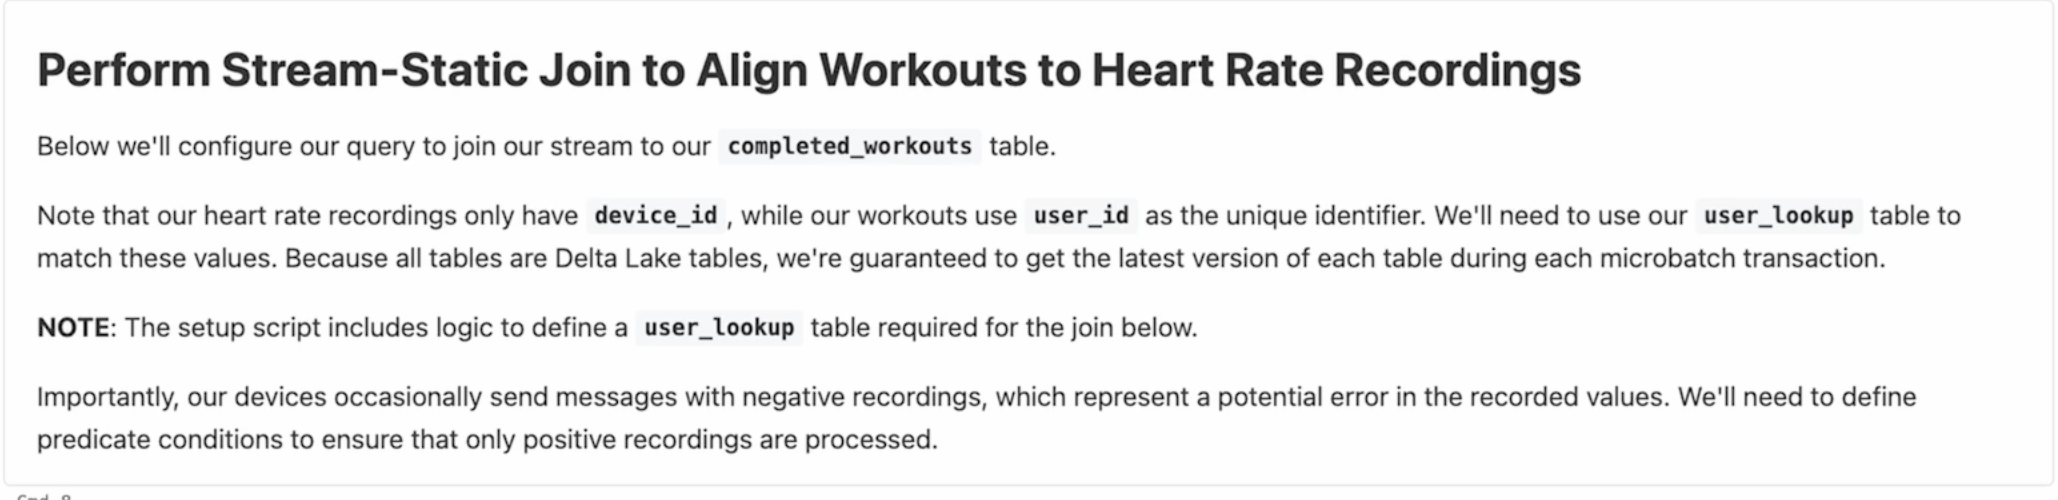 Perform Stream-Static Join to Align Workouts to Heart Rate Recordings
Below we'll configure our query to join our stream to our completed_workouts table.
Note that our heart rate recordings only have device_id, while our workouts use user_id as the unique identifier. We'll need to use our user_lookup table to
match these values. Because all tables are Delta Lake tables, we're guaranteed to get the latest version of each table during each microbatch transaction.
NOTE: The setup script includes logic to define a user_lookup table required for the join below.
Importantly, our devices occasionally send messages with negative recordings, which represent a potential error in the recorded values. We'll need to define
predicate conditions to ensure that only positive recordings are processed.